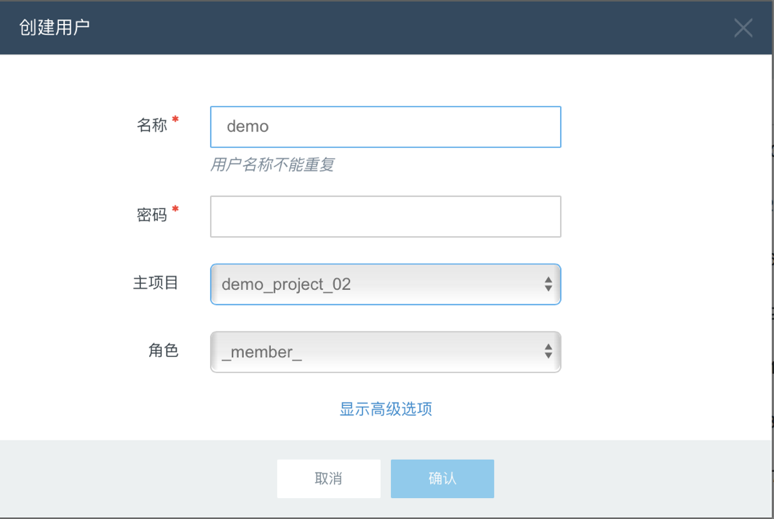 创建用户
名称 * demo
用户名称不能重复
密码 *
主项目 demo_project_02
角色 _member_
显示高级选项
取消 确认